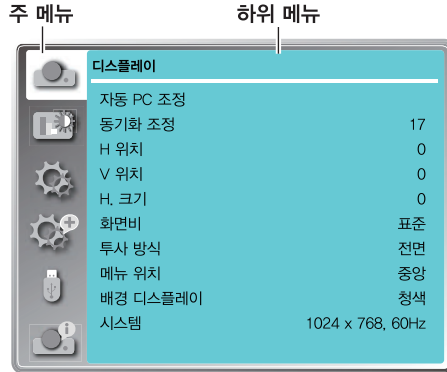 주 메뉴 하위 메뉴
디스플레이
자동 PC 조정
동기화 조정 17
H 위치 0
V 위치 0
H. 크기 0
화면비 표준
투사 방식 전면
메뉴 위치 중앙
배경 디스플레이 청색
시스템 1024 x 768, 60Hz